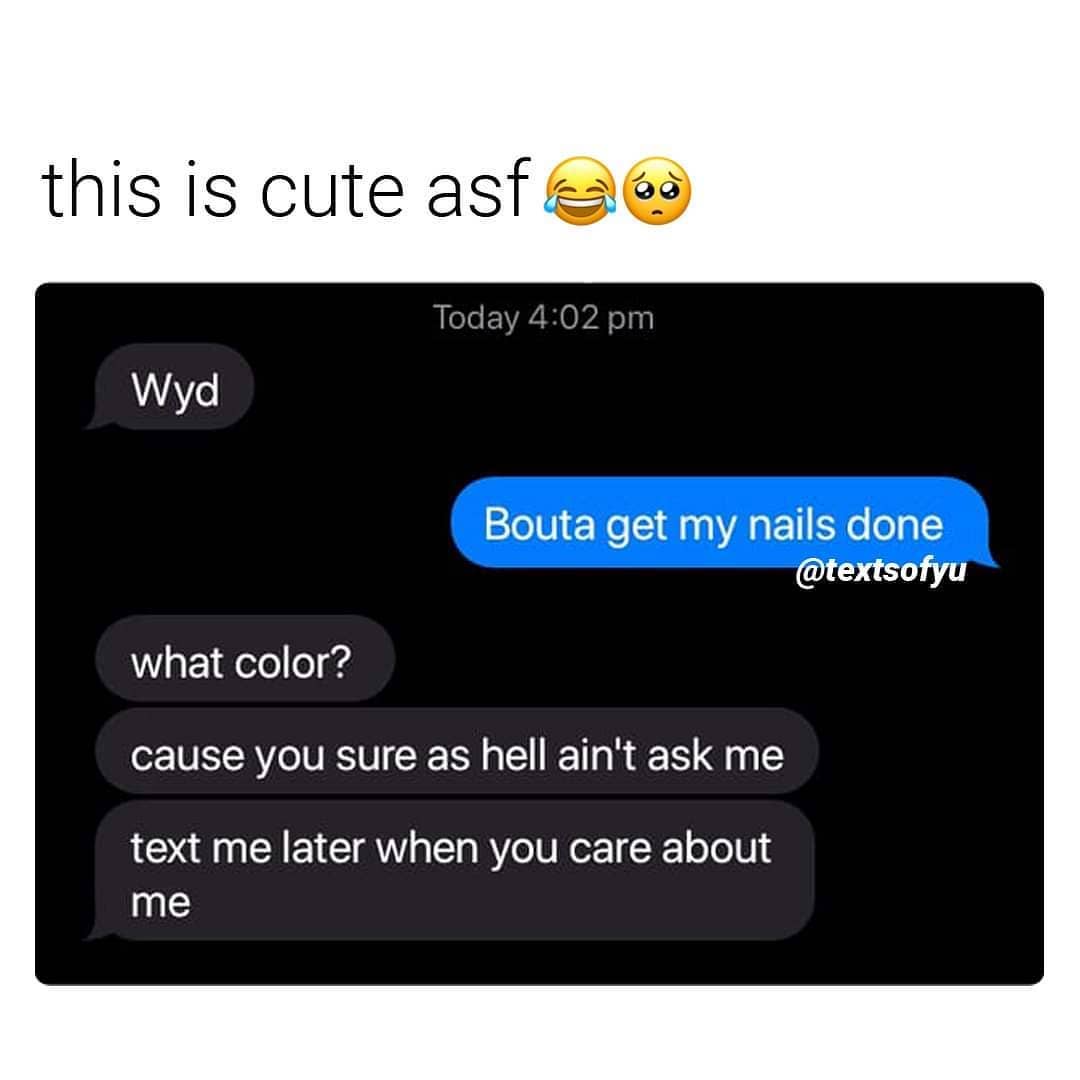 this is cute asf 😂🥺
Today 4:02 pm
Wyd
Bouta get my nails done
@textsofyu
what color?
cause you sure as hell ain't ask me
text me later when you care about
me